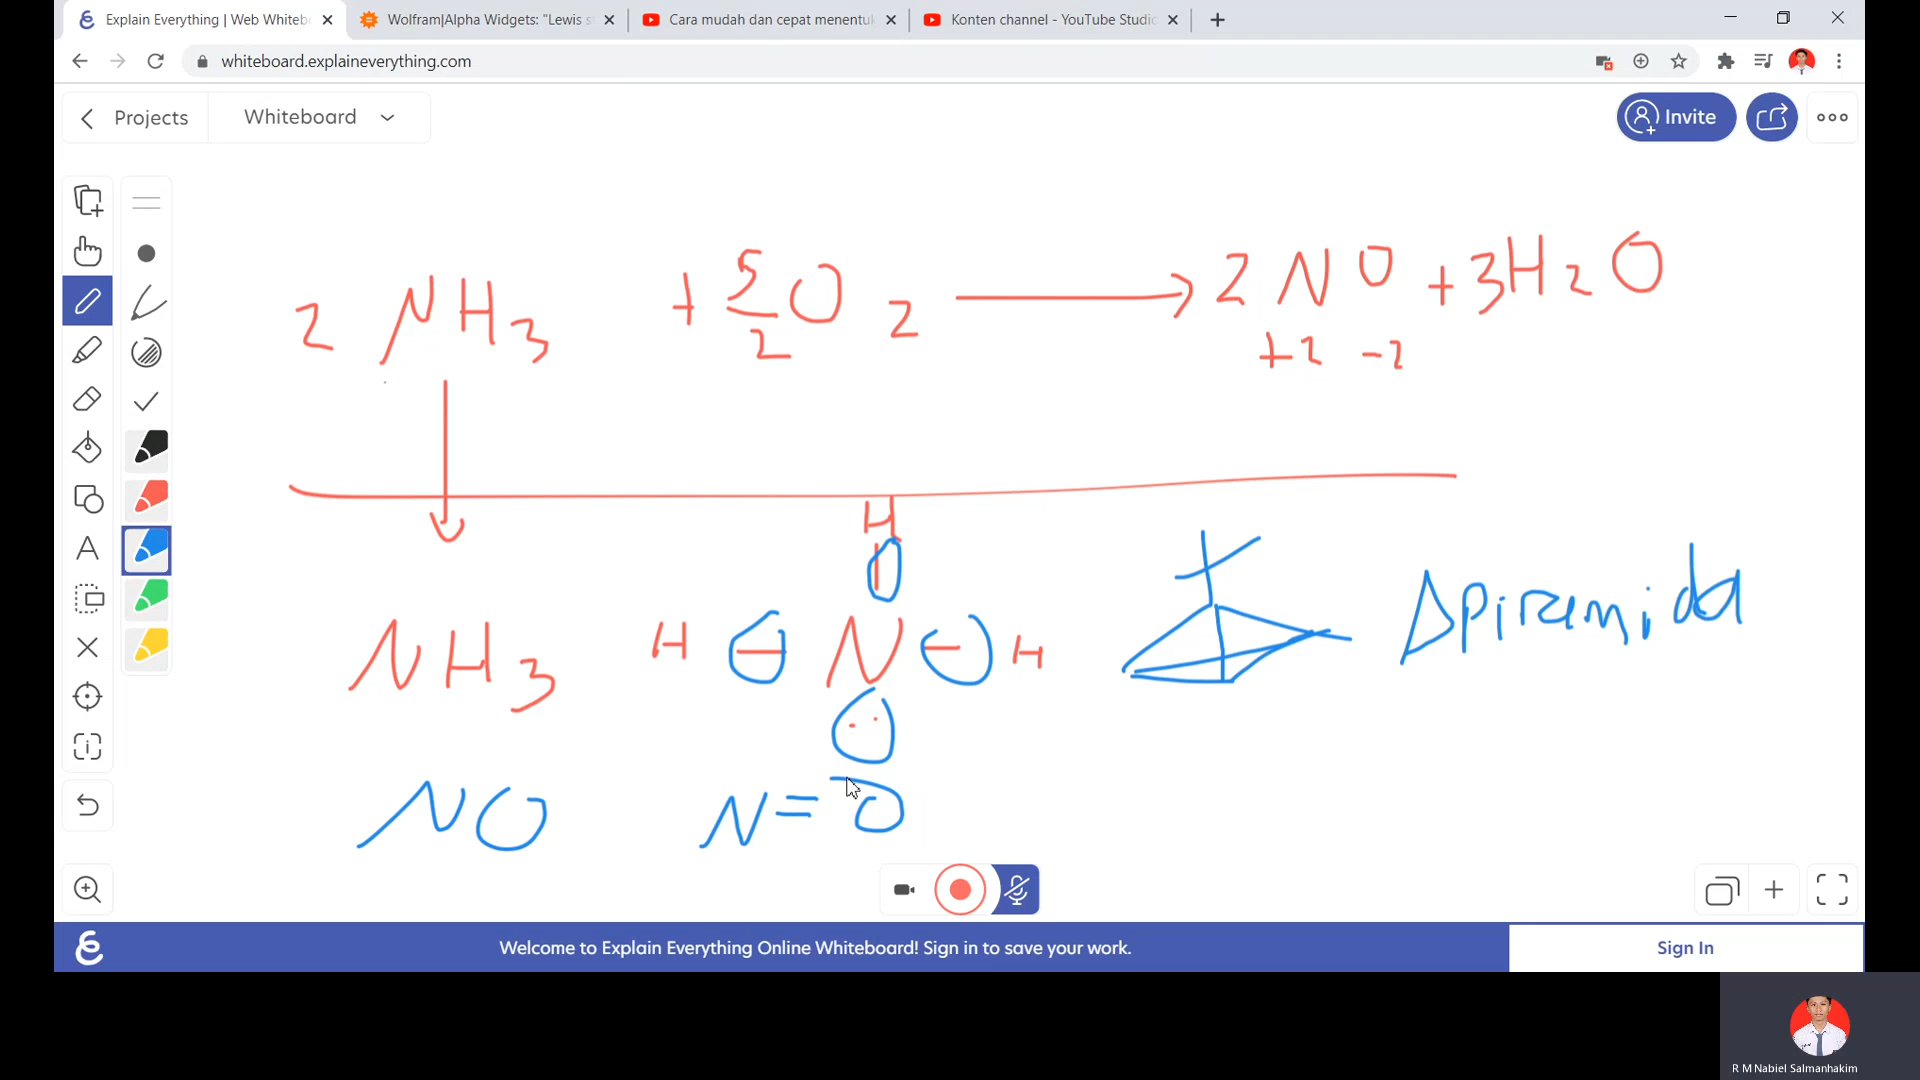 Explain Everything | Web Whiteb
Wolfram|Alpha Widgets: "Lewis s
Cara mudah dan cepat menentuk
Konten channel - YouTube Studio
whiteboard.explaineverything.com
Projects
Whiteboard
Invite
2 NH3 + 5/2 O2 → 2 NO + 3H2O
+2 -2
H
NH3 H - N - H
Δpiramida
NO N=O
Welcome to Explain Everything Online Whiteboard! Sign in to save your work.
Sign In
R M Nabiel Salmanhakim